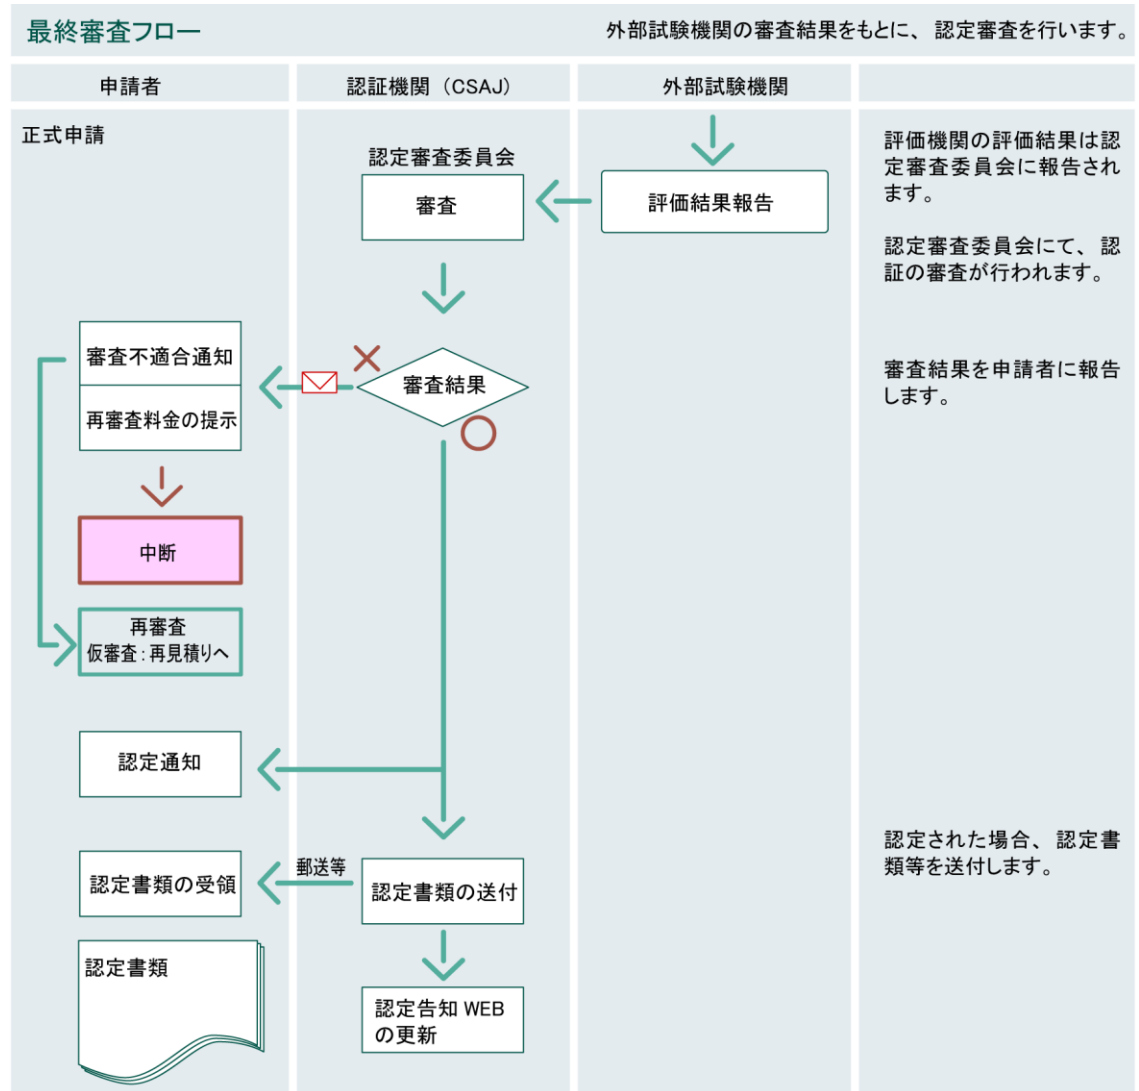 最終審査フロー
外部試験機関の審査結果をもとに、認定審査を行います。
申請者
認証機関（CSAJ）
外部試験機関
正式申請
認定審査委員会
審査
評価結果報告
評価機関の評価結果は認
定審査委員会に報告され
ます。
認定審査委員会にて、認
証の審査が行われます。
審査不適合通知
再審査料金の提示
審査結果
審査結果を申請者に報告
します。
中断
再審査
仮審査：再見積りへ
認定通知
認定書類の受領
郵送等
認定書類の送付
認定された場合、認定書
類等を送付します。
認定書類
認定告知 WEB
の更新